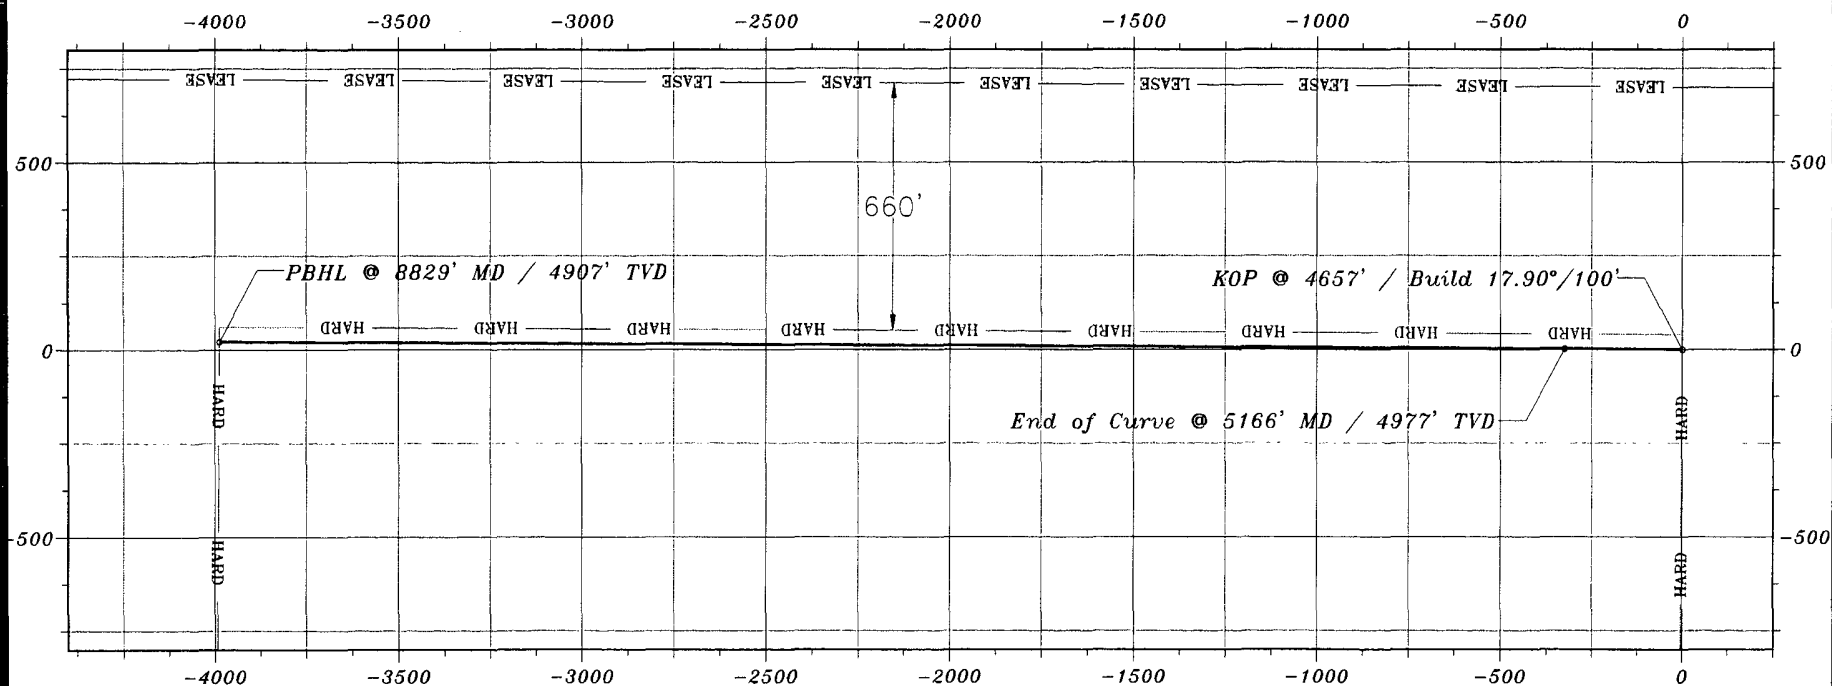 -4000 -3500 -3000 -2500 -2000 -1500 -1000 -500 0
LEASE LEASE LEASE LEASE LEASE LEASE LEASE LEASE LEASE LEASE
500 500
660'
PBHL @ 8829' MD / 4907' TVD
KOP @ 4657' / Build 17.90°/100'
HARD HARD HARD HARD HARD HARD HARD HARD HARD
0 0
HARD HARD
End of Curve @ 5166' MD / 4977' TVD
-500 -500
HARD HARD
-4000 -3500 -3000 -2500 -2000 -1500 -1000 -500 0